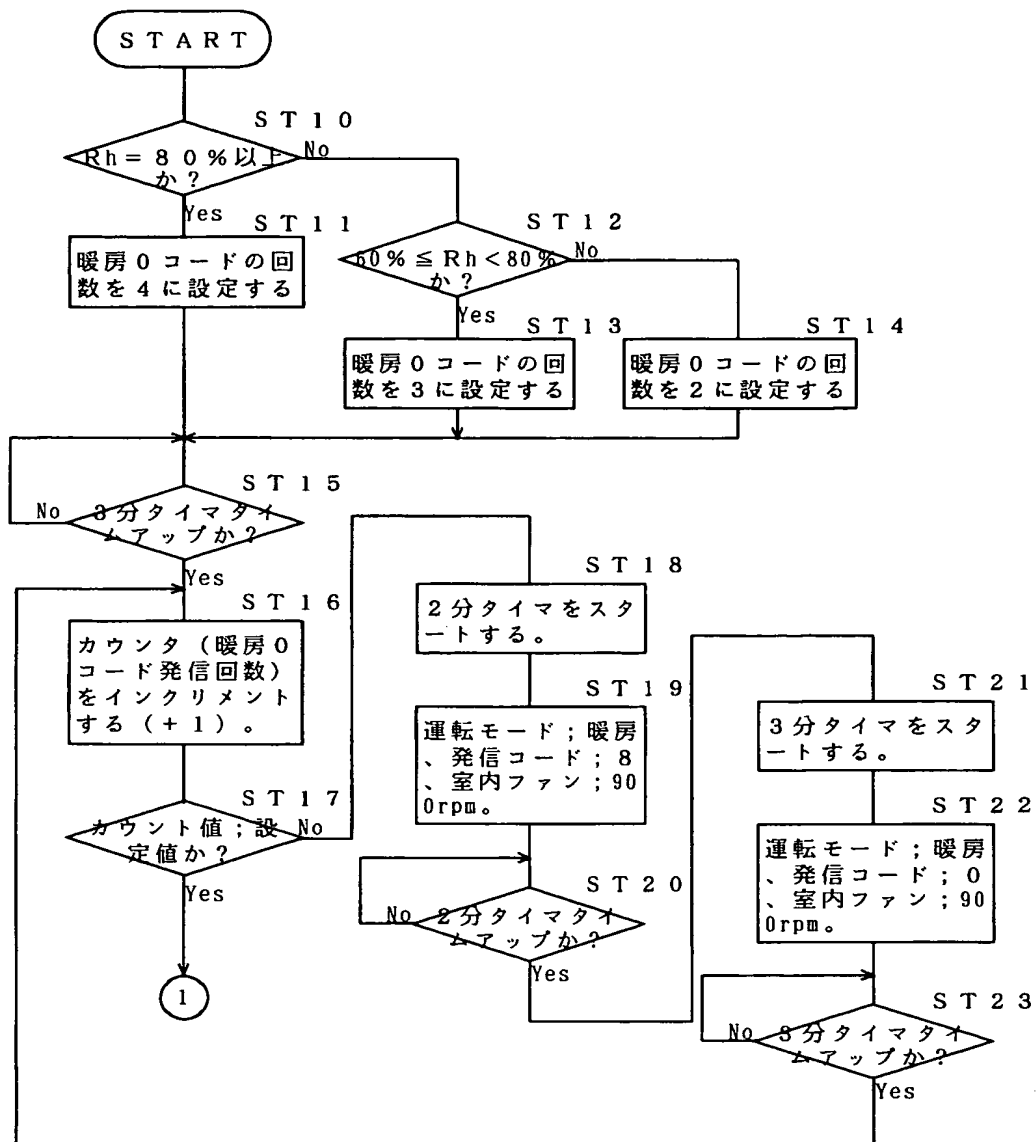 START
ST10
Rh=80%以上
か?
No
Yes
ST11
暖房0コードの回
数を4に設定する
ST12
60%≦Rh<80%
か?
No
Yes
ST13
暖房0コードの回
数を3に設定する
ST14
暖房0コードの回
数を2に設定する
ST15
3分タイマタイ
ムアップか?
No
Yes
ST16
カウンタ(暖房0
コード発信回数)
をインクリメント
する(+1)。
ST17
カウント値;設
定値か?
No
Yes
1
ST18
2分タイマをスタ
ートする。
ST19
運転モード;暖房
、発信コード;8
、室内ファン;90
0rpm。
ST20
2分タイマタイ
ムアップか?
No
Yes
ST21
3分タイマをスタ
ートする。
ST22
運転モード;暖房
、発信コード;0
、室内ファン;90
0rpm。
ST23
3分タイマタイ
ムアップか?
No
Yes